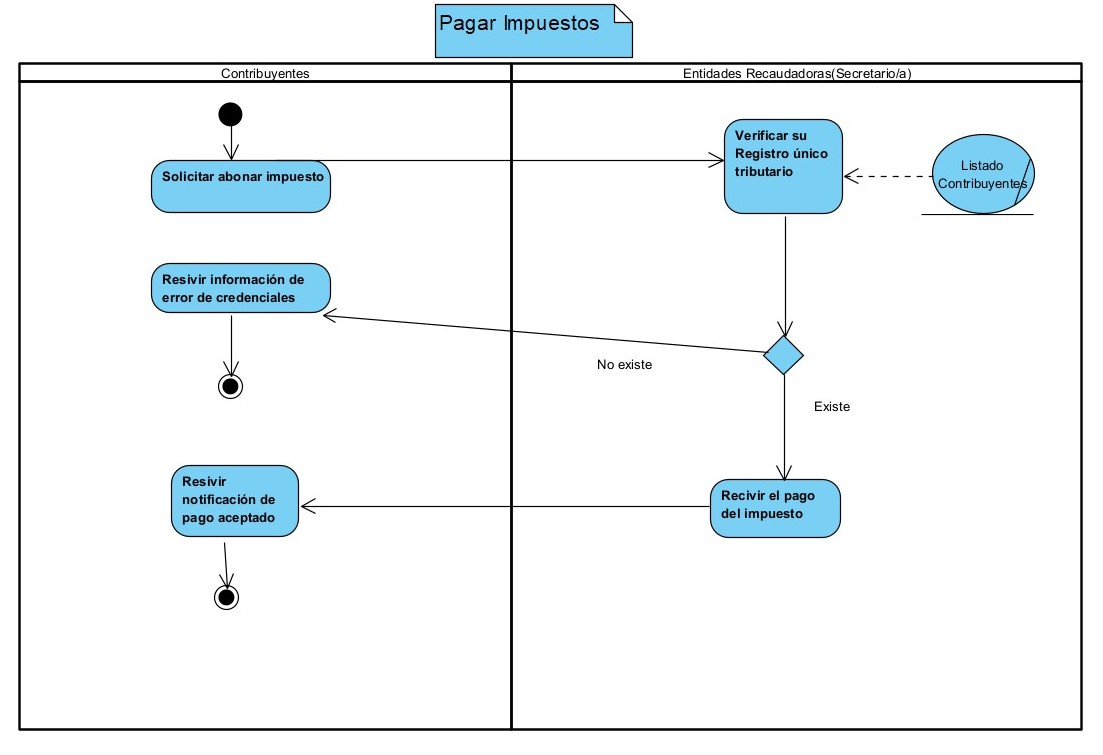 Pagar Impuestos
Contribuyentes
Entidades Recaudadoras(Secretario/a)
Solicitar abonar impuesto
Verificar su
Registro único
tributario
Listado
Contribuyentes
Resivir información de
error de credenciales
No existe
Existe
Resivir
notificación de
pago aceptado
Recivir el pago
del impuesto